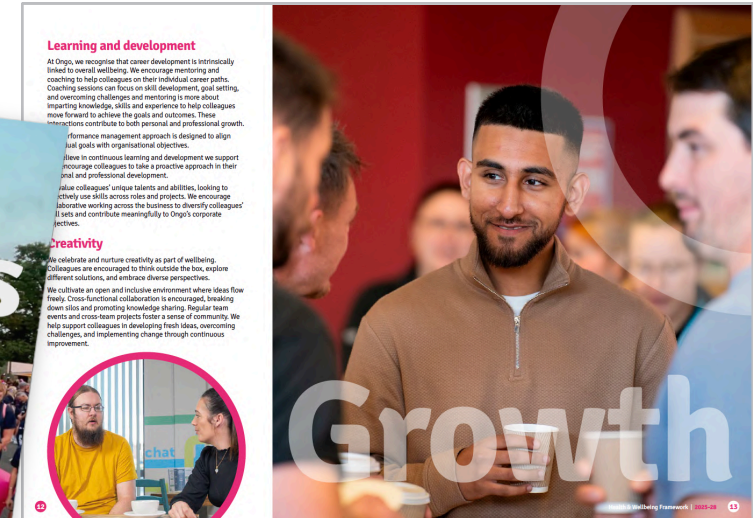 Learning and development
At Ongo, we recognise that career development is intrinsically
linked to overall wellbeing. We encourage mentoring and
coaching to help colleagues on their individual career paths.
Coaching sessions can focus on skill development, goal setting,
and overcoming challenges and mentoring is more about
imparting knowledge, skills and experience to help colleagues
move forward to achieve the goals and outcomes. These
interactions contribute to both personal and professional growth.
performance management approach is designed to align
goals with organisational objectives.
believe in continuous learning and development we support
encourage colleagues to take a proactive approach in their
and professional development.
value colleagues' unique talents and abilities, looking to
use skills across roles and projects. We encourage
working across the business to diversify colleagues'
sets and contribute meaningfully to Ongo's corporate
objectives.
Creativity
We celebrate and nurture creativity as part of wellbeing.
Colleagues are encouraged to think outside the box, explore
different solutions, and embrace diverse perspectives.
We cultivate an open and inclusive environment where ideas flow
freely. Cross-functional collaboration is encouraged, breaking
down silos and promoting knowledge sharing. Regular team
events and cross-team projects foster a sense of community. We
help support colleagues in developing fresh ideas, overcoming
challenges, and implementing change through continuous
improvement.
s
chat
12
Growth
Health & Wellbeing Framework | 2025-28 13